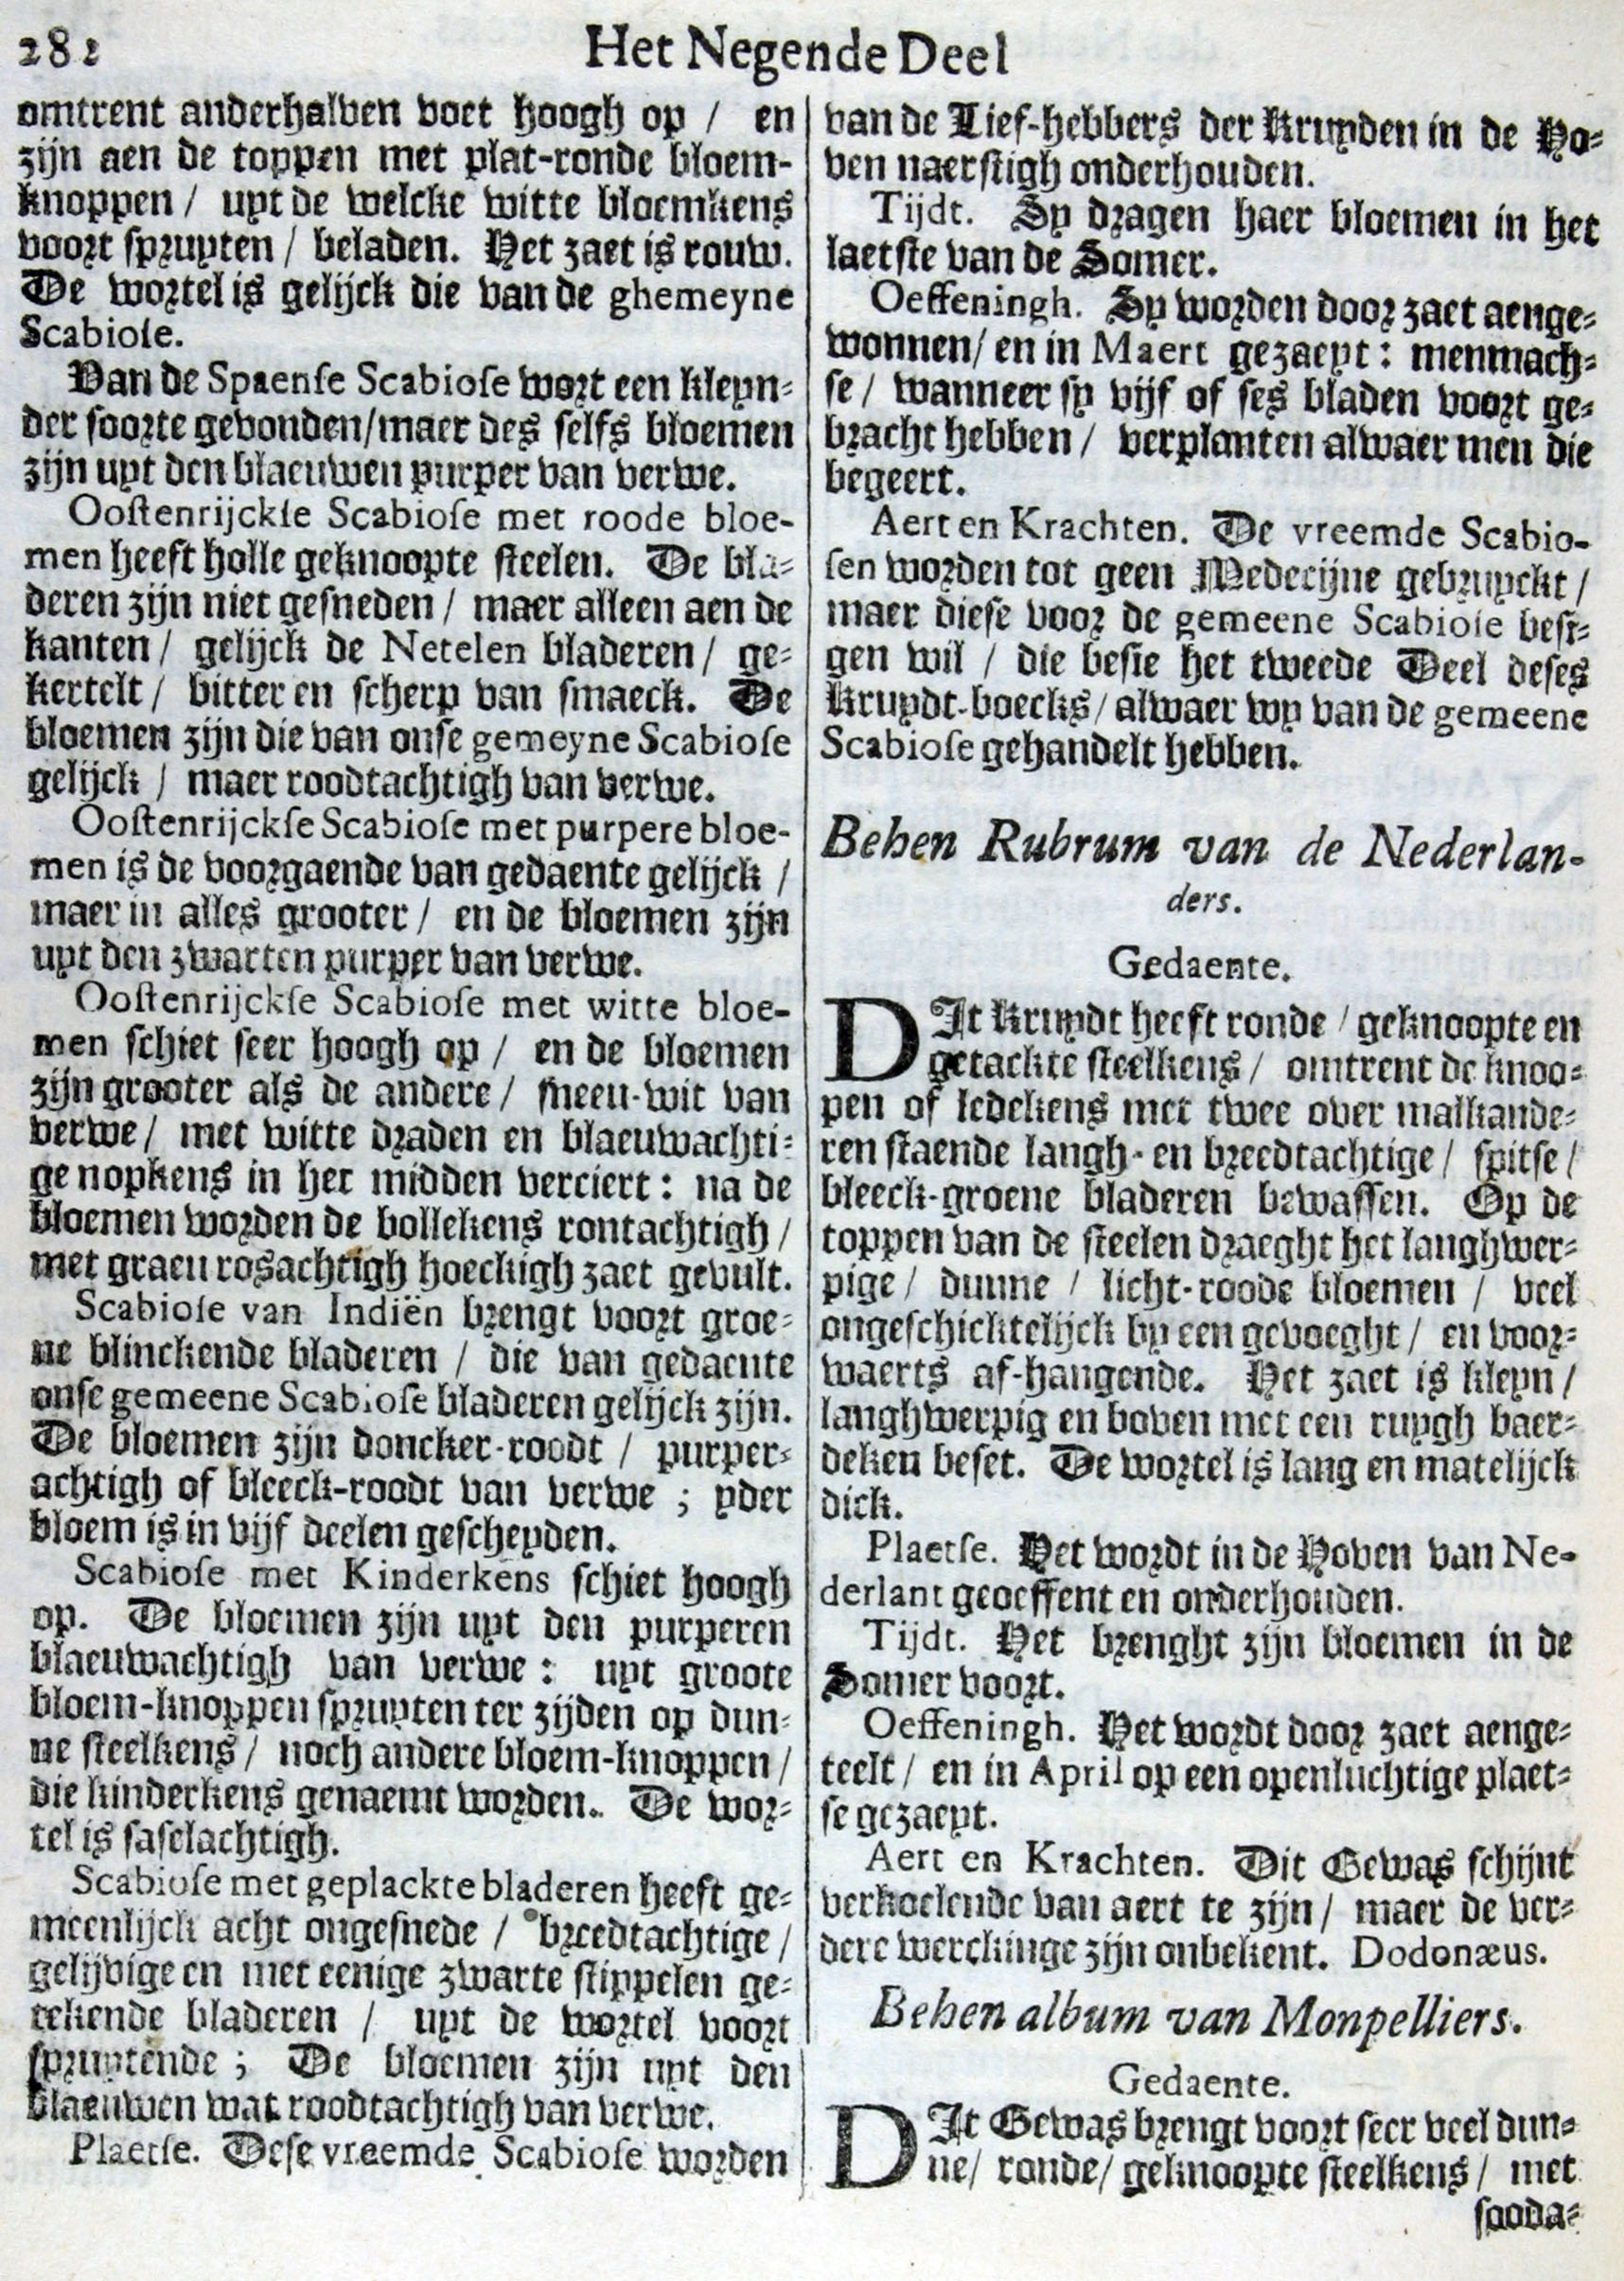 282
Het Negende Deel
omtrent anderhalven voet hoogh op / en
zijn aen de toppen met plat-ronde bloem-
knoppen / uyt de welcke witte bloemkens
voort spruyten / beladen. Het zaet is rouw.
De wortel is gelijck die van de ghemeyne
Scabiose.
Van de Spaense Scabiose wort een kleyn-
der soorte gevonden/maer des selfs bloemen
zijn uyt den blaeuwen purper van verwe.
Oostenrijckse Scabiose met roode bloe-
men heeft holle geknoopte steelen. De bla-
deren zijn niet gesneden / maer alleen aen de
kanten / gelijck de Netelen bladeren / ge-
kertelt / bitter en scherp van smaeck. De
bloemen zijn die van onse gemeyne Scabiose
gelijck / maer roodtachtigh van verwe.
Oostenrijckse Scabiose met purpere bloe-
men is de voorgaende van gedaente gelijck /
maer in alles grooter / en de bloemen zijn
uyt den zwarten purper van verwe.
Oostenrijckse Scabiose met witte bloe-
men schiet seer hoogh op / en de bloemen
zijn grooter als de andere / sneeu-wit van
verwe / met witte draden en blaeuwachti-
ge nopkens in het midden verciert : na de
bloemen worden de bollekens rontachtigh /
met graeu rosachtigh hoeckigh zaet gevult.
Scabiose van Indiën brengt voort groe-
ne blinckende bladeren / die van gedaente
onse gemeene Scabiose bladeren gelijck zijn.
De bloemen zijn doncker-roodt / purper-
achtigh of bleeck-roodt van verwe ; yder
bloem is in vijf deelen gescheyden.
Scabiose met Kinderkens schiet hoogh
op. De bloemen zijn uyt den purperen
blaeuwachtigh van verwe : uyt groote
bloem-knoppen spruyten ter zijden op dun-
ne steelkens / noch andere bloem-knoppen /
die kinderkens genaemt worden. De wor-
tel is faselachtigh.
Scabiose met geplackte bladeren heeft ge-
meenlijck acht ongesnede / breedtachtige /
gelijvige en met eenige zwarte stippelen ge-
tekende bladeren / uyt de wortel voort
spruytende ; De bloemen zijn uyt den
blaeuwen wat roodtachtigh van verwe.
Plaetse. Dese vreemde Scabiose worden
van de Lief-hebbers der Kruyden in de Ho-
ven naerstigh onderhouden.
Tijdt. Sy dragen haer bloemen in het
laetste van de Somer.
Oeffeningh. Sy worden door zaet aenge-
wonnen/ en in Maert gezaeyt : men mach-
se / wanneer sy vijf of ses bladen voort ge-
bracht hebben / verplanten alwaer men die
begeert.
Aert en Krachten. De vreemde Scabio-
sen worden tot geen Medecijne gebruyckt /
maer diese voor de gemeene Scabiose besi-
gen wil / die besie het tweede Deel deses
Kruydt-boecks / alwaer wy van de gemeene
Scabiose gehandelt hebben.
Behen Rubrum van de Nederlan-
ders.
Gedaente.
DIt Kruydt heeft ronde / geknoopte en
getackte steelkens / omtrent de knoo-
pen of ledekens met twee over malkande-
ren staende langh- en breedtachtige / spitse /
bleeck-groene bladeren bewassen. Op de
toppen van de steelen draeght het langhwer-
pige / dunne / licht-roode bloemen / veel
ongeschicktelijck by een gevoeght / en voor-
waerts af-hangende. Het zaet is kleyn /
langhwerpig en boven met een ruygh baer-
deken beset. De wortel is lang en matelijck
dick.
Plaetse. Het wordt in de Hoven van Ne-
derlant geoeffent en onderhouden.
Tijdt. Het brenght zijn bloemen in de
Somer voort.
Oeffeningh. Het wordt door zaet aenge-
teelt / en in April op een openluchtige plaet-
se gezaeyt.
Aert en Krachten. Dit Gewas schijnt
verkoelende van aert te zijn / maer de ver-
dere werckinge zijn onbekent. Dodonæus.
Behen album van Monpelliers.
Gedaente.
DIt Gewas brengt voort seer veel dun-
ne/ ronde/ geknoopte steelkens / met
sooda-